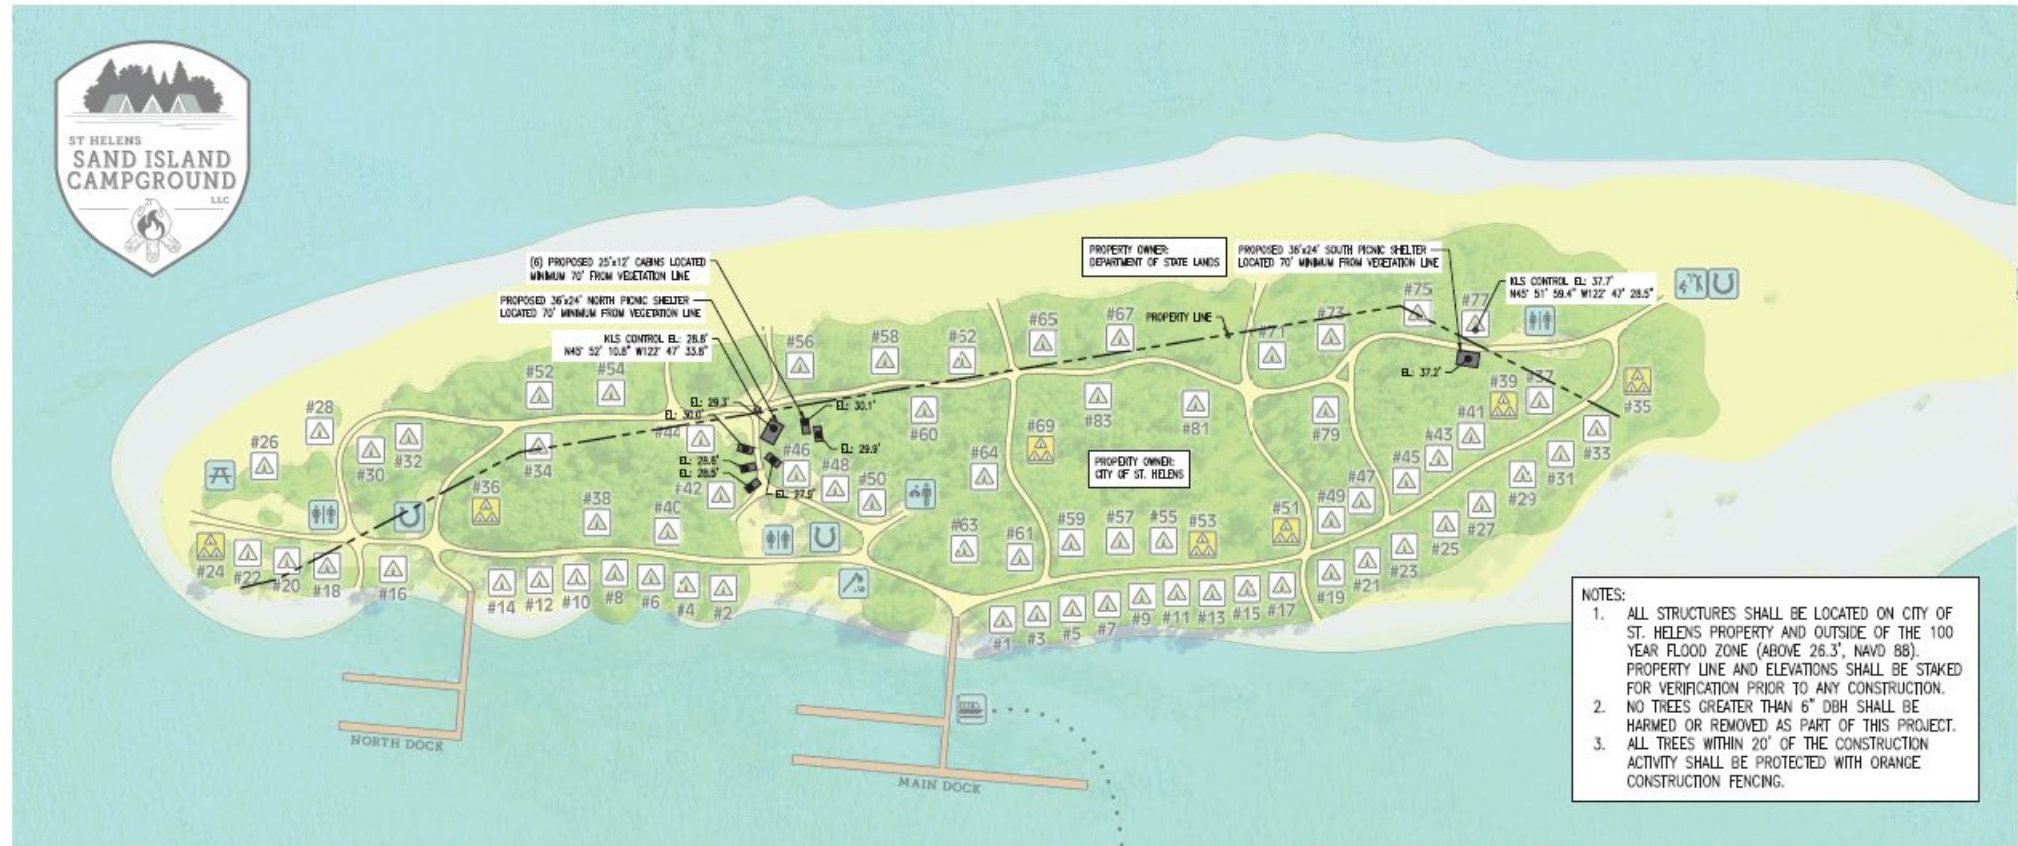 ST HELENS
SAND ISLAND
CAMPGROUND
LLC
(6) PROPOSED 25'x12' CABINS LOCATED
MINIMUM 70' FROM VEGETATION LINE
PROPOSED 36'x24' NORTH PICNIC SHELTER
LOCATED 70' MINIMUM FROM VEGETATION LINE
KLS CONTROL EL: 28.8'
N45° 52' 10.8" W122° 47' 33.8"
PROPERTY OWNER:
DEPARTMENT OF STATE LANDS
PROPOSED 36'x24' SOUTH PICNIC SHELTER
LOCATED 70' MINIMUM FROM VEGETATION LINE
KLS CONTROL EL: 37.7'
N45° 51' 59.4" W122° 47' 28.5"
PROPERTY LINE
#75
#77
#73
#71
#67
#65
#62
#58
#56
#54
#52
#28
#26
#30
#32
#34
#44
EL: 29.3'
EL: 30.0'
EL: 30.1'
EL: 29.9'
EL: 28.6'
EL: 28.5'
EL: 27.9'
EL: 37.2'
#46
#48
#50
#42
#40
#38
#36
#60
#64
#69
#83
#81
#79
#39
#37
#35
#41
#43
#45
#47
#49
#51
#33
#31
#29
#27
#25
#23
#21
#19
PROPERTY OWNER:
CITY OF ST. HELENS
#63
#61
#59
#57
#55
#53
#24
#22
#20
#18
#16
#14
#12
#10
#8
#6
#4
#2
#1
#3
#5
#7
#9
#11
#13
#15
#17
NORTH DOCK
MAIN DOCK
NOTES:
1. ALL STRUCTURES SHALL BE LOCATED ON CITY OF
ST. HELENS PROPERTY AND OUTSIDE OF THE 100
YEAR FLOOD ZONE (ABOVE 26.3', NAVD 88).
PROPERTY LINE AND ELEVATIONS SHALL BE STAKED
FOR VERIFICATION PRIOR TO ANY CONSTRUCTION.
2. NO TREES GREATER THAN 6" DBH SHALL BE
HARMED OR REMOVED AS PART OF THIS PROJECT.
3. ALL TREES WITHIN 20' OF THE CONSTRUCTION
ACTIVITY SHALL BE PROTECTED WITH ORANGE
CONSTRUCTION FENCING.